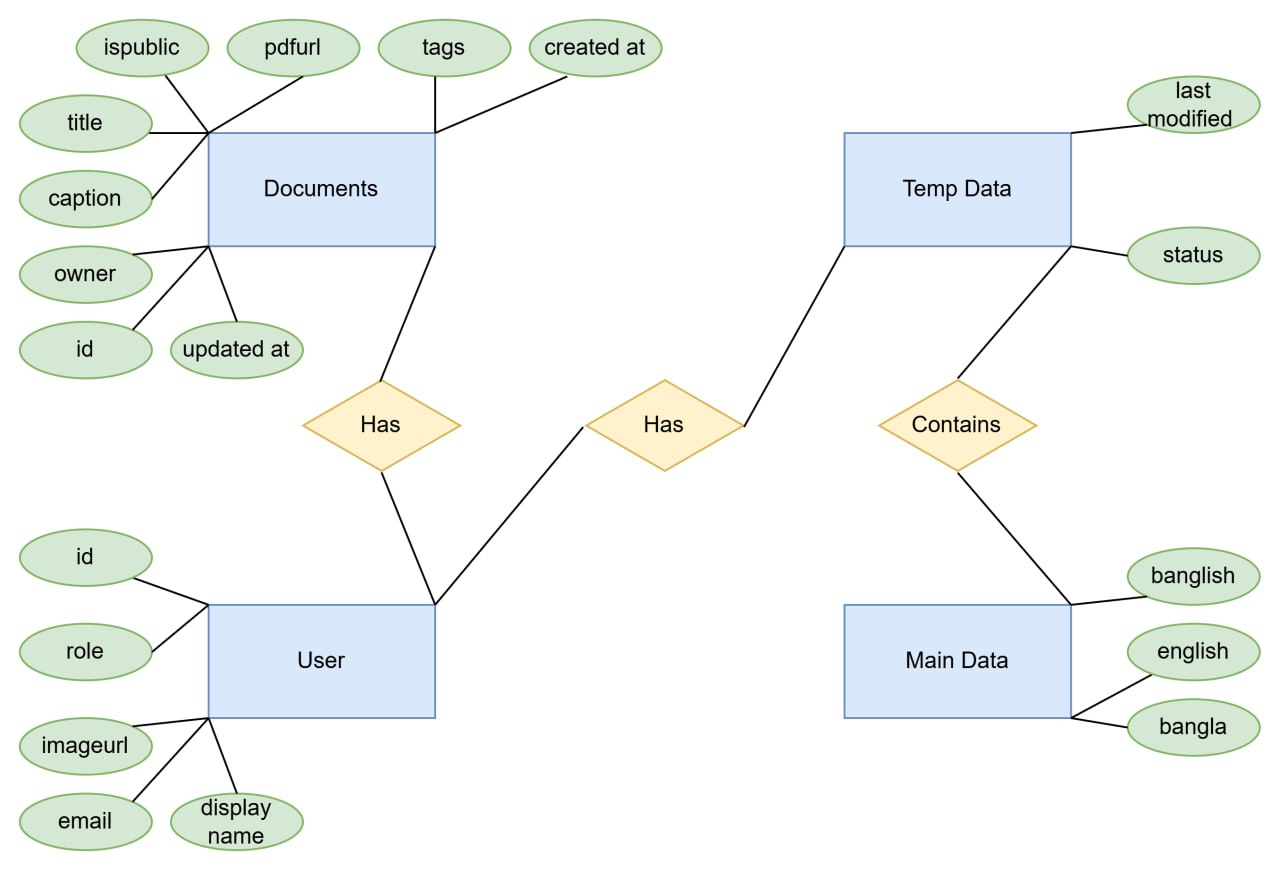 ispublic
pdfurl
tags
created at
title
caption
owner
id
updated at
Documents
Temp Data
last
modified
status
Has
Has
Contains
id
role
User
imageurl
email
display
name
Main Data
banglish
english
bangla